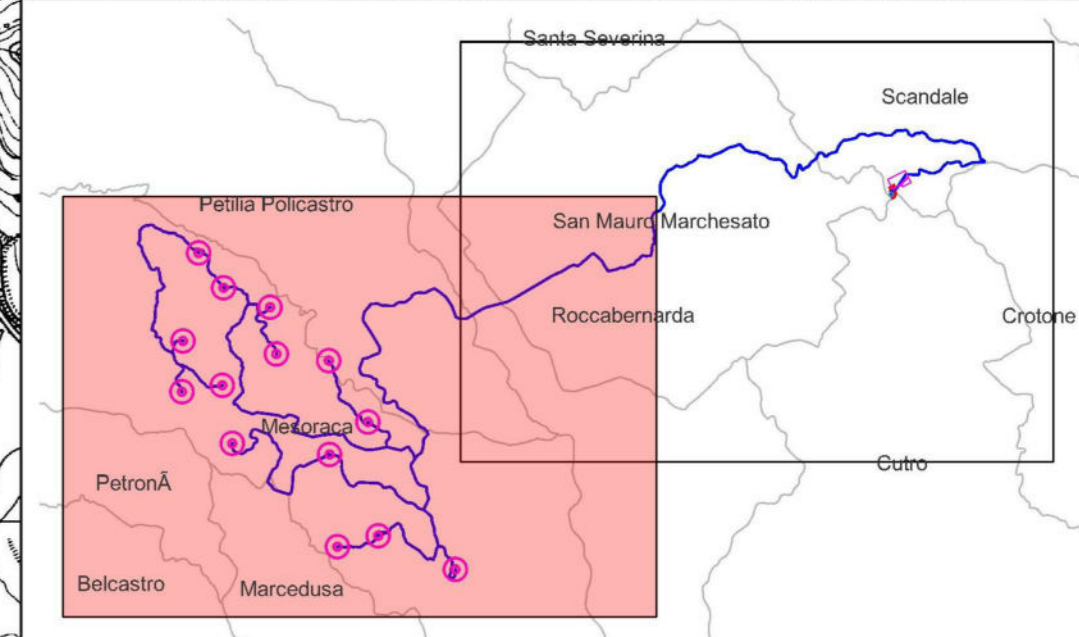 Santa Severina
Scandale
Petilia Policastro
San Mauro Marchesato
Roccabernarda
Crotone
Mesoraca
Cutro
PetronÃ
Belcastro
Marcedusa